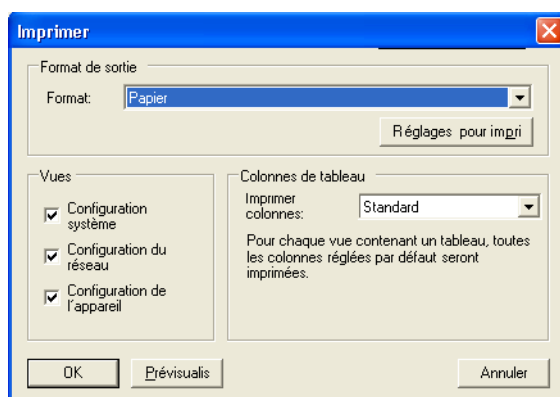 Imprimer
Format de sortie
Format:
Papier
Réglages pour impri
Vues
Configuration
système
Configuration du
réseau
Configuration de
l'appareil
Colonnes de tableau
Imprimer
colonnes:
Standard
Pour chaque vue contenant un tableau, toutes
les colonnes réglées par défaut seront
imprimées.
OK
Prévisualis
Annuler